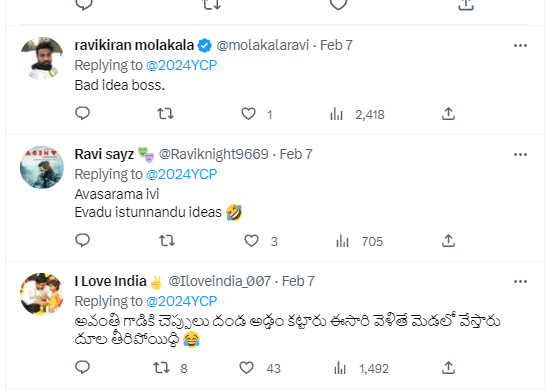 ravikiran molakala @molakalaravi · Feb 7
Replying to @2024YCP
Bad idea boss.
1 2,418
Ravi sayz 🎭 @Raviknight9669 · Feb 7
Replying to @2024YCP
Avasarama ivi
Evadu istunnandu ideas 🤣
3 705
I Love India ✌ @Iloveindia_007 · Feb 7
Replying to @2024YCP
అవంతి గాడికి చెప్పులు దండ అడ్డం కట్టారు ఈసారి వెళితే మెడలో వేస్తారు
దూల తీరిపోయిద్ది 😂
8 43 1,492